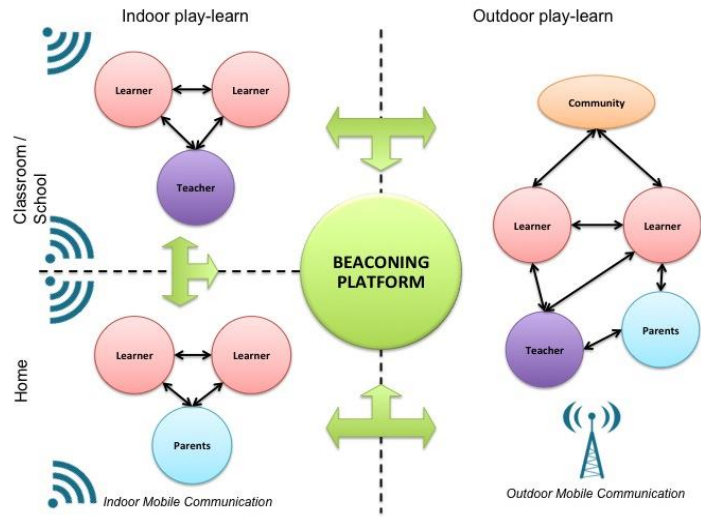 Indoor play-learn
Outdoor play-learn
Classroom /
School
Learner
Learner
Teacher
Community
Learner
Learner
Teacher
Parents
BEACONING
PLATFORM
Home
Learner
Learner
Parents
Indoor Mobile Communication
Outdoor Mobile Communication